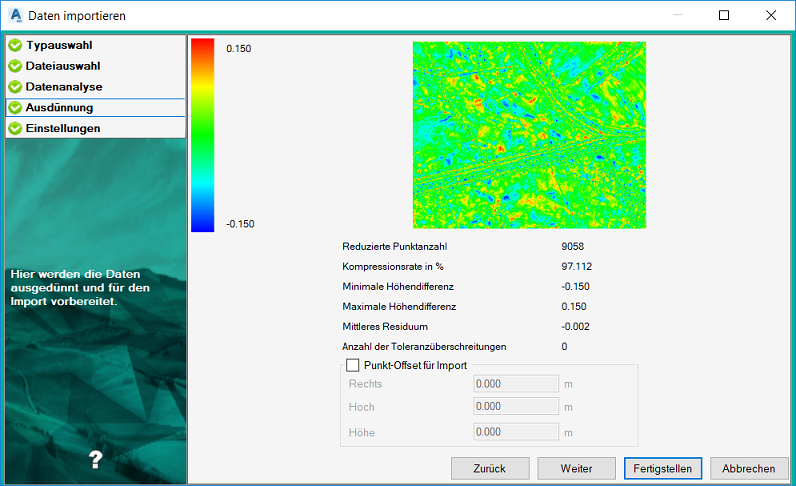 Daten importieren
Typauswahl
Dateiauswahl
Datenanalyse
Ausdünnung
Einstellungen
Hier werden die Daten
ausgedünnt und für den
Import vorbereitet.
?
0.150
-0.150
Reduzierte Punktanzahl 9058
Kompressionsrate in % 97.112
Minimale Höhendifferenz -0.150
Maximale Höhendifferenz 0.150
Mittleres Residuum -0.002
Anzahl der Toleranzüberschreitungen 0
Punkt-Offset für Import
Rechts 0.000 m
Hoch 0.000 m
Höhe 0.000 m
Zurück Weiter Fertigstellen Abbrechen